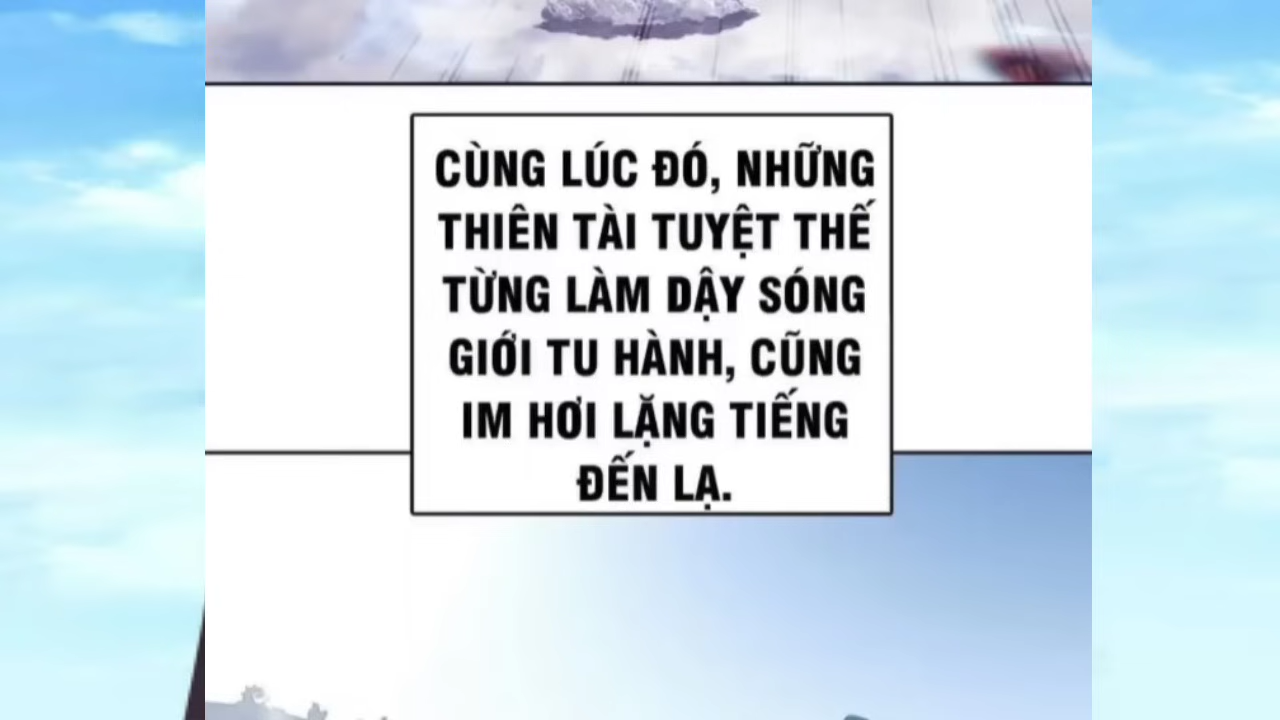 CÙNG LÚC ĐÓ, NHỮNG
THIÊN TÀI TUYỆT THẾ
TỪNG LÀM DẬY SÓNG
GIỚI TU HÀNH, CŨNG
IM HƠI LẶNG TIẾNG
ĐẾN LẠ.